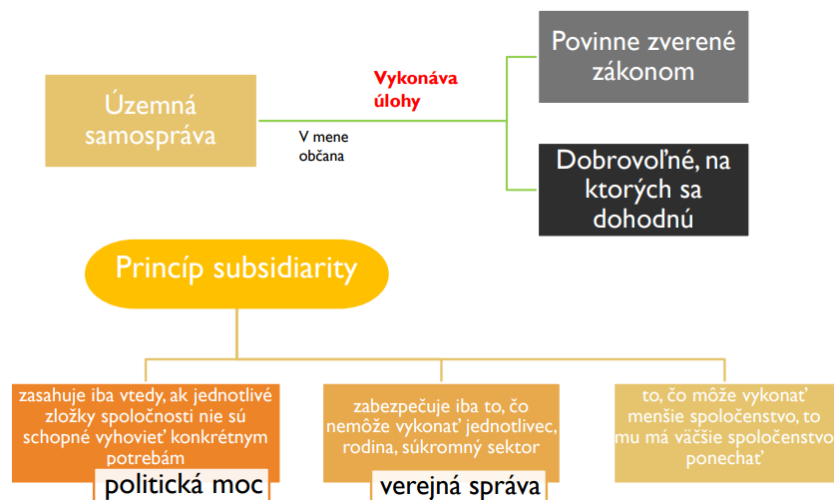 Územná
samospráva
Vykonáva
úlohy
V mene
občana
Povinne zverené
zákonom
Dobrovoľné, na
ktorých sa
dohodnú
Princíp subsidiarity
zasahuje iba vtedy, ak jednotlivé
zložky spoločnosti nie sú
schopné vyhovieť konkrétnym
potrebám
politická moc
zabezpečuje iba to, čo
nemôže vykonať jednotlivec,
rodina, súkromný sektor
verejná správa
to, čo môže vykonať
menšie spoločenstvo, to
mu má väčšie spoločenstvo
ponechať